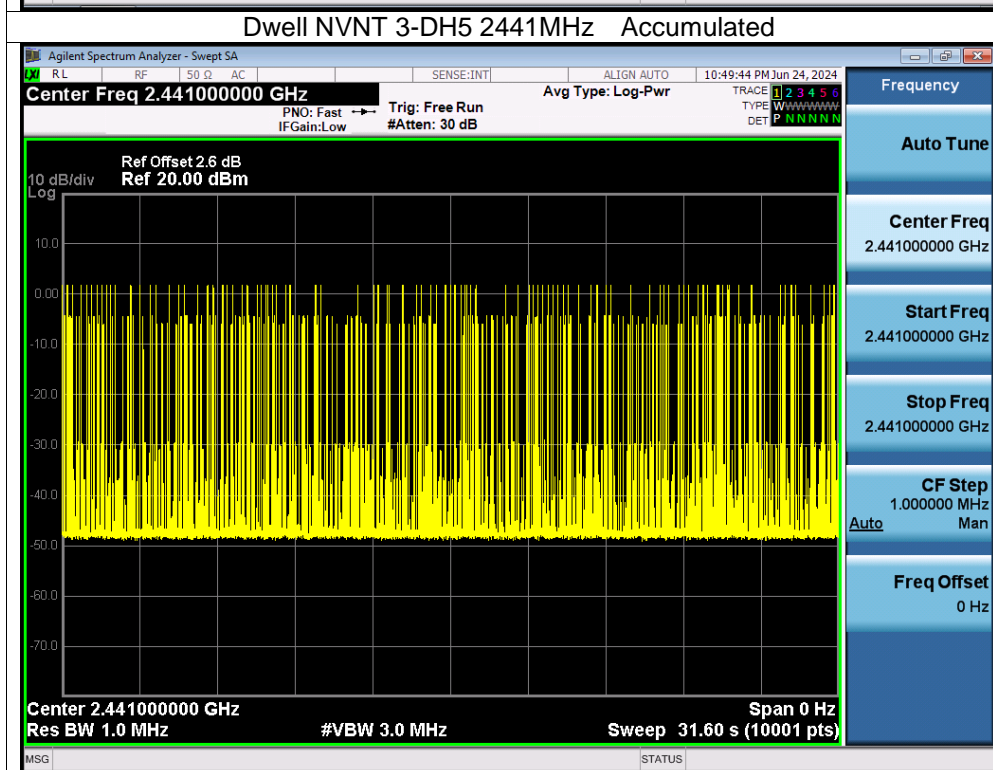 Dwell NVNT 3-DH5 2441MHz Accumulated
Agilent Spectrum Analyzer - Swept SA
LXI RL RF 50 Ω AC SENSE:INT ALIGN AUTO 10:49:44 PM Jun 24, 2024
Center Freq 2.441000000 GHz
PNO: Fast
IFGain:Low
Trig: Free Run
#Atten: 30 dB
Avg Type: Log-Pwr
TRACE 1 2 3 4 5 6
TYPE WWWWWW
DET P N N N N N
Ref Offset 2.6 dB
10 dB/div Ref 20.00 dBm
Log
10.0
0.00
-10.0
-20.0
-30.0
-40.0
-50.0
-60.0
-70.0
Center 2.441000000 GHz Span 0 Hz
Res BW 1.0 MHz #VBW 3.0 MHz Sweep 31.60 s (10001 pts)
MSG STATUS
Frequency
Auto Tune
Center Freq
2.441000000 GHz
Start Freq
2.441000000 GHz
Stop Freq
2.441000000 GHz
CF Step
1.000000 MHz
Auto Man
Freq Offset
0 Hz